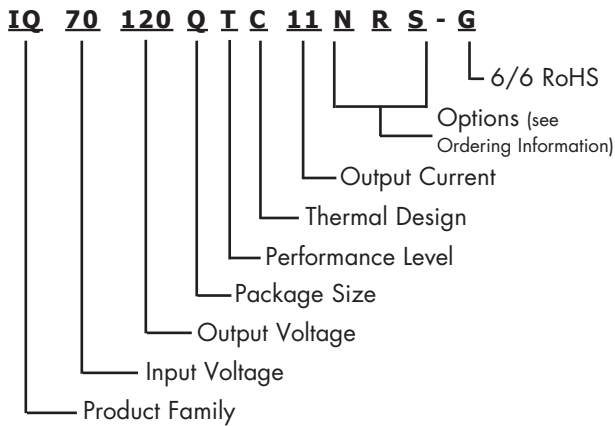 IQ 70 120 Q T C 11 N R S - G
6/6 RoHS
Options (see
Ordering Information)
Output Current
Thermal Design
Performance Level
Package Size
Output Voltage
Input Voltage
Product Family